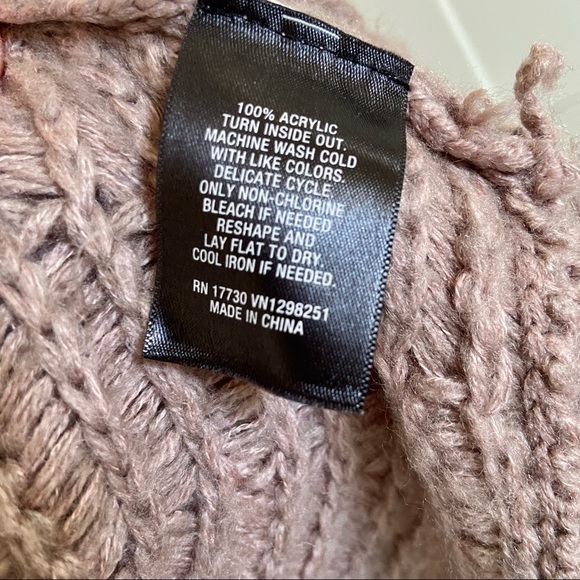 100% ACRYLIC
TURN INSIDE OUT.
MACHINE WASH COLD
WITH LIKE COLORS.
DELICATE CYCLE
ONLY NON-CHLORINE
BLEACH IF NEEDED
RESHAPE AND
LAY FLAT TO DRY.
COOL IRON IF NEEDED.
RN 17730 VN1298251
MADE IN CHINA